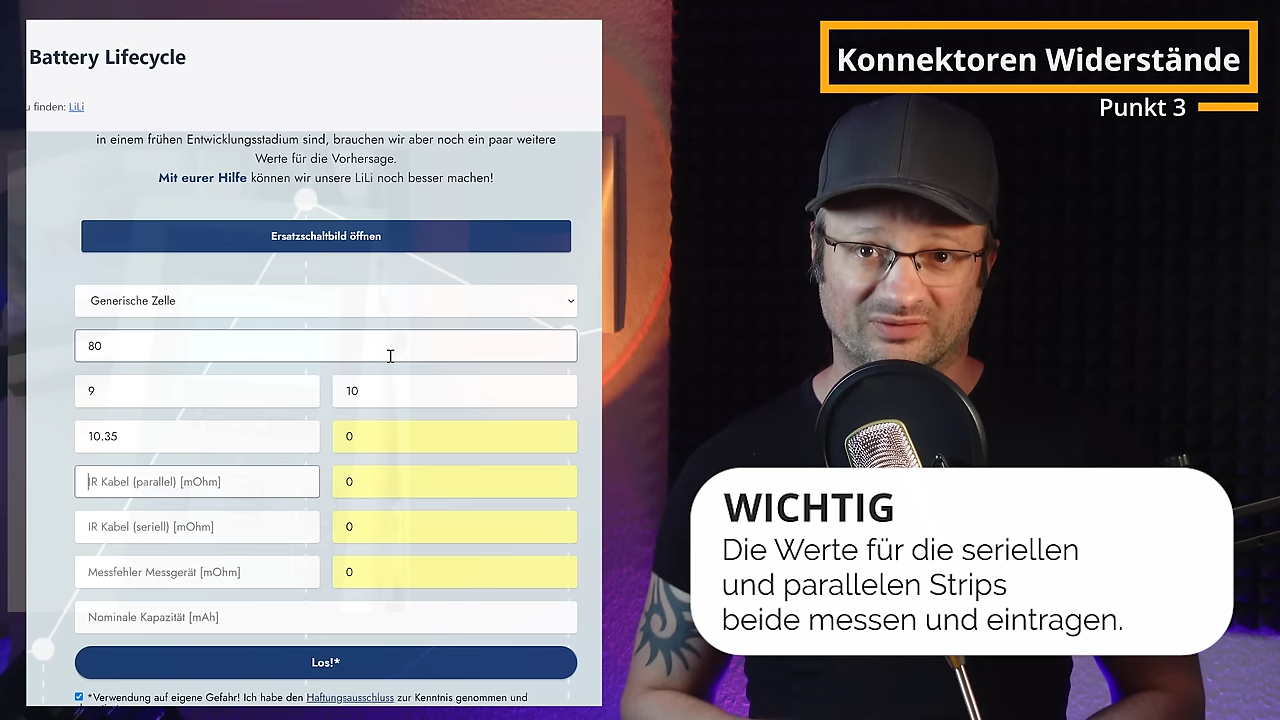 Battery Lifecycle
u finden: LiLi
in einem frühen Entwicklungsstadium sind, brauchen wir aber noch ein paar weitere
Werte für die Vorhersage.
Mit eurer Hilfe können wir unsere LiLi noch besser machen!
Ersatzschaltbild öffnen
Generische Zelle
80
9
10
10.35
0
IR Kabel (parallel) [mOhm]
0
IR Kabel (seriell) [mOhm]
0
Messfehler Messgerät [mOhm]
0
Nominale Kapazität [mAh]
Los!*
*Verwendung auf eigene Gefahr! Ich habe den Haftungsausschluss zur Kenntnis genommen und
Konnektoren Widerstände
Punkt 3
WICHTIG
Die Werte für die seriellen
und parallelen Strips
beide messen und eintragen.